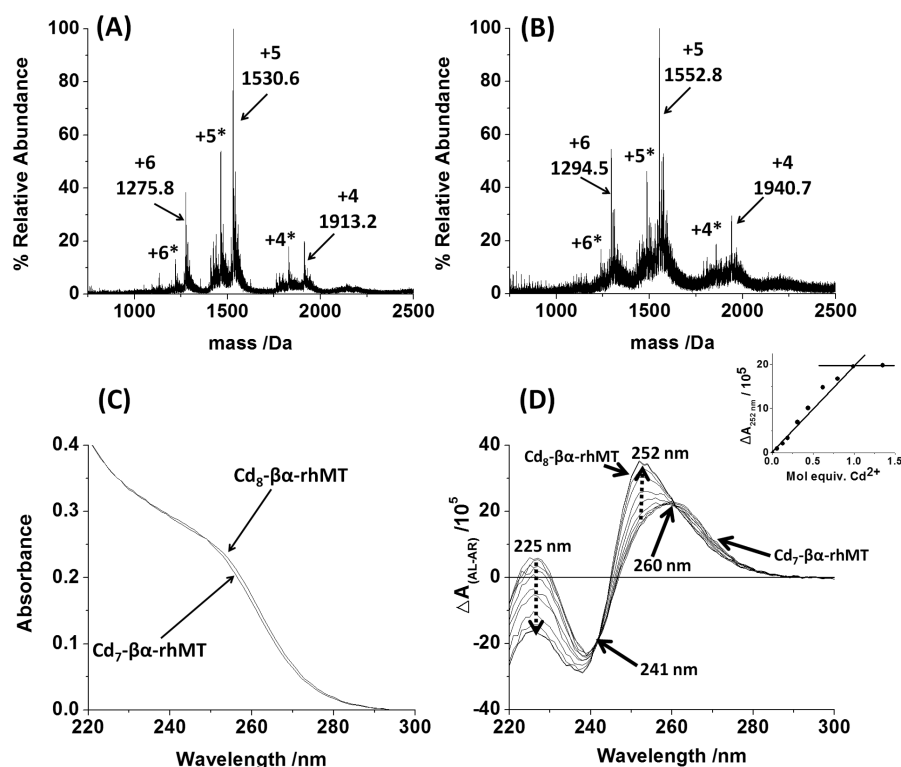 (A)
100
80
60
40
20
0
% Relative Abundance
+5
1530.6
+5*
+6
1275.8
+6*
+4
1913.2
+4*
1000 1500 2000 2500
mass /Da
(B)
100
80
60
40
20
0
% Relative Abundance
+5
1552.8
+5*
+6
1294.5
+6*
+4
1940.7
+4*
1000 1500 2000 2500
mass /Da
(C)
0.4
0.3
0.2
0.1
0.0
Absorbance
Cd₈-βα-rhMT
Cd₇-βα-rhMT
220 240 260 280 300
Wavelength /nm
(D)
40
20
0
-20
-40
ΔA(AL-AR) /10⁵
Cd₈-βα-rhMT
252 nm
225 nm
260 nm
Cd₇-βα-rhMT
241 nm
220 240 260 280 300
Wavelength /nm
20
10
0
ΔA252 nm / 10⁵
0.0 0.5 1.0 1.5
Mol equiv. Cd²⁺